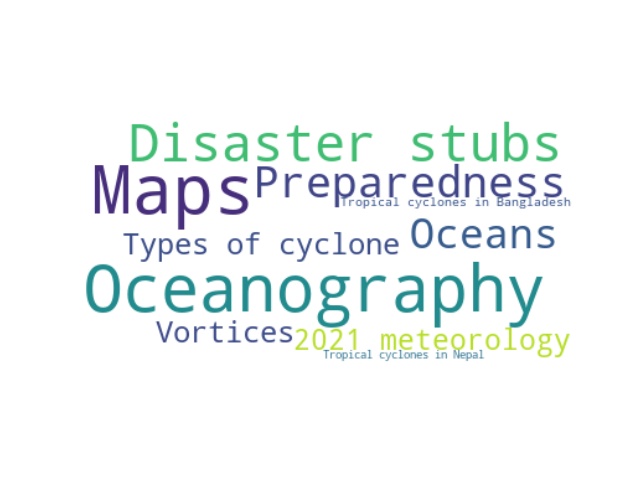 Disaster stubs
Maps
Preparedness
Tropical cyclones in Bangladesh
Types of cyclone
Oceans
Oceanography
Vortices
2021 meteorology
Tropical cyclones in Nepal